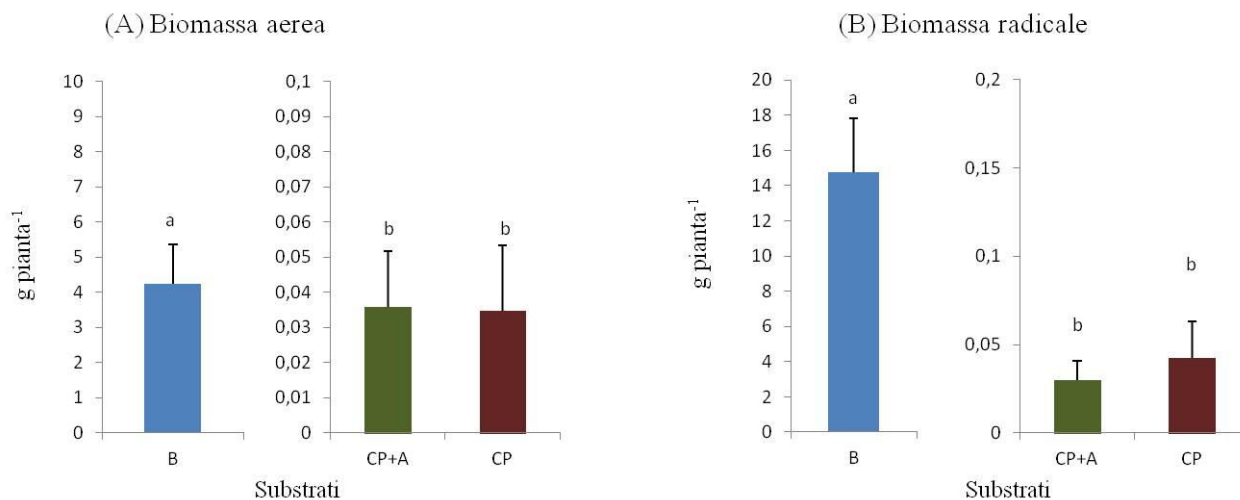 (A) Biomassa aerea
(B) Biomassa radicale
g pianta⁻¹
10
9
8
7
6
5
4
3
2
1
0
a
B
0,1
0,09
0,08
0,07
0,06
0,05
0,04
0,03
0,02
0,01
0
b
b
CP+A
CP
Substrati
g pianta⁻¹
20
18
16
14
12
10
8
6
4
2
0
a
B
0,2
0,15
0,1
0,05
0
b
b
CP+A
CP
Substrati